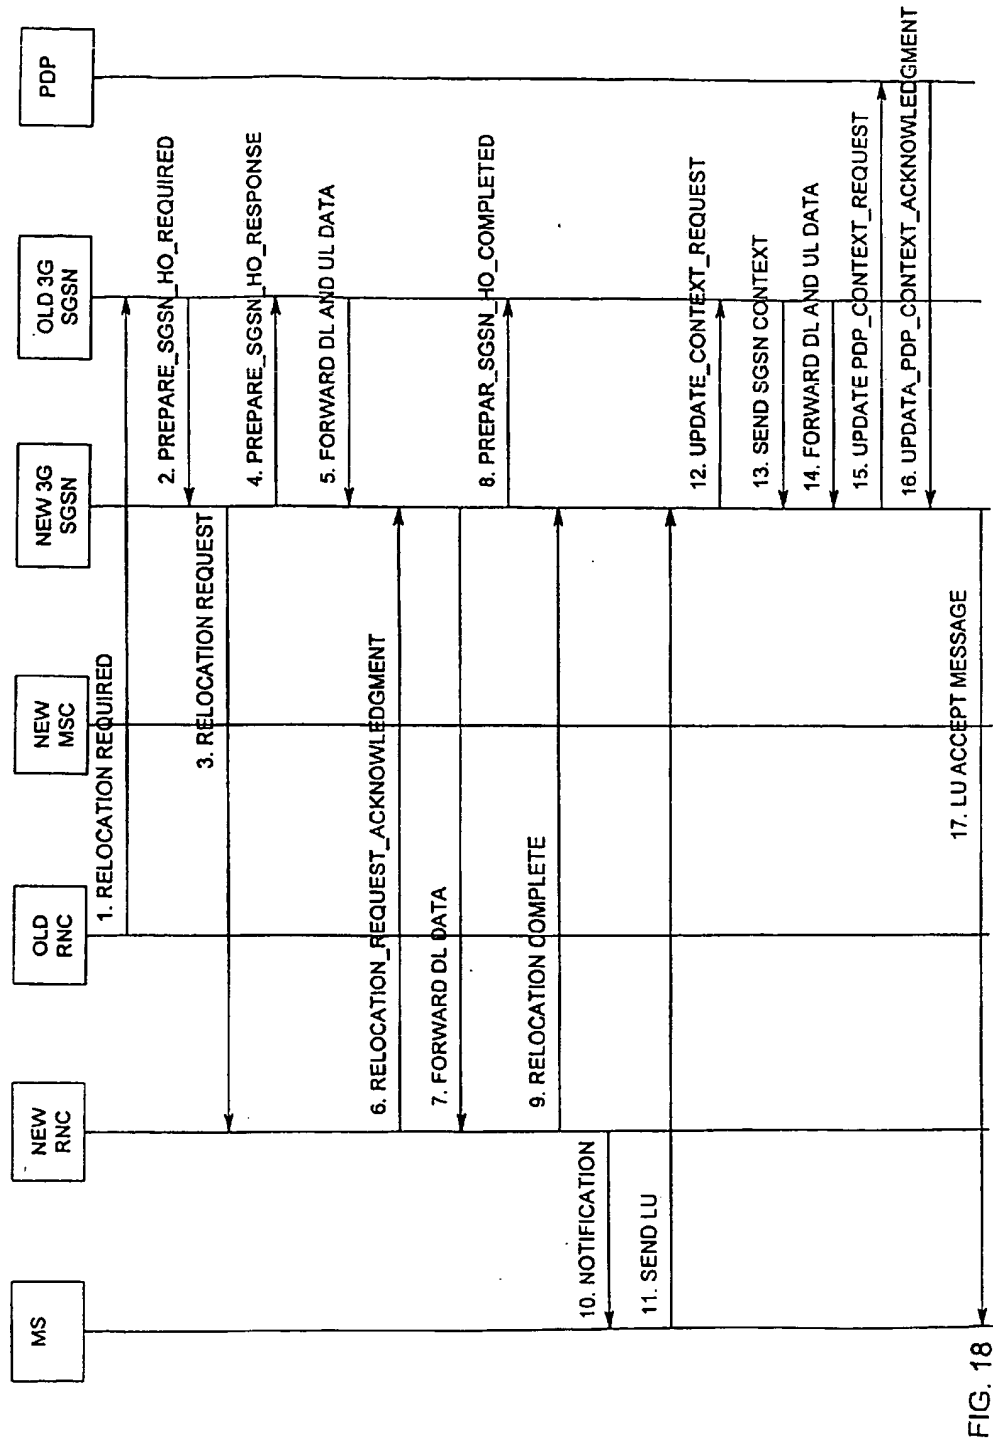 MS
NEW
RNC
OLD
RNC
NEW
MSC
NEW 3G
SGSN
OLD 3G
SGSN
PDP
1. RELOCATION REQUIRED
2. PREPARE_SGSN_HO_REQUIRED
3. RELOCATION REQUEST
4. PREPARE_SGSN_HO_RESPONSE
5. FORWARD DL AND UL DATA
6. RELOCATION_REQUEST_ACKNOWLEDGMENT
7. FORWARD DL DATA
8. PREPAR_SGSN_HO_COMPLETED
9. RELOCATION COMPLETE
10. NOTIFICATION
11. SEND LU
12. UPDATE_CONTEXT_REQUEST
13. SEND SGSN CONTEXT
14. FORWARD DL AND UL DATA
15. UPDATE PDP_CONTEXT_REQUEST
16. UPDATA_PDP_CONTEXT_ACKNOWLEDGMENT
17. LU ACCEPT MESSAGE
FIG. 18